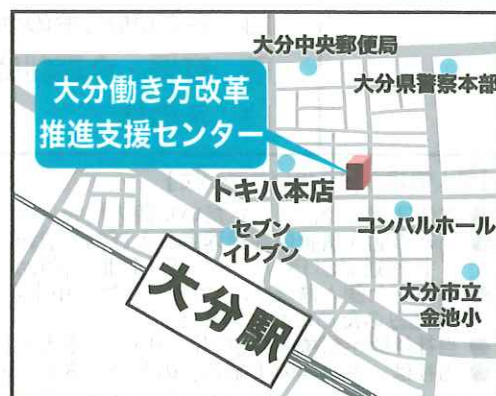 大分中央郵便局
大分県警察本部
大分働き方改革
推進支援センター
トキハ本店
コンパルホール
セブン
イレブン
大分市立
金池小
大分駅